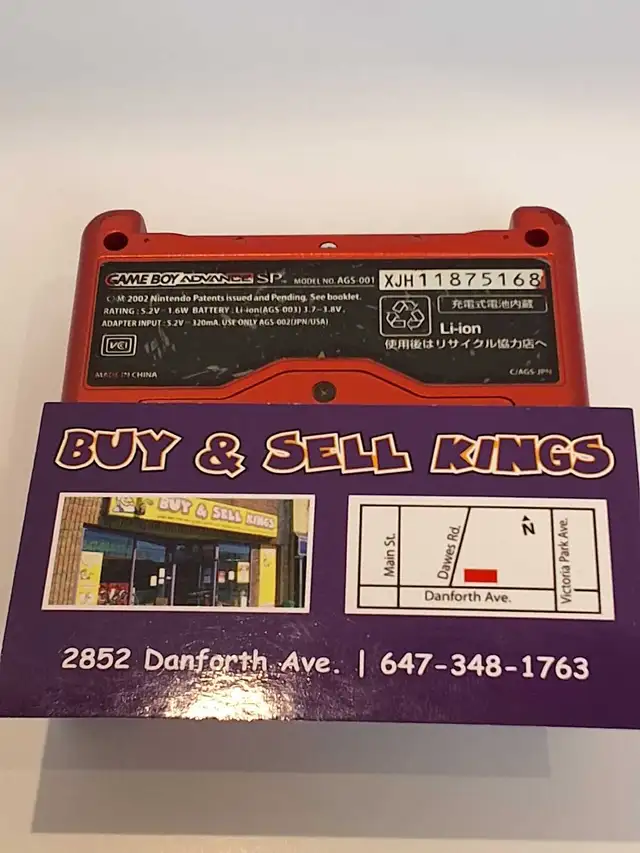 GAME BOY ADVANCE SP MODEL NO. AGS-001 XJH11875168
©,M 2002 Nintendo Patents issued and Pending, See booklet.
RATING : 5.2V⎓1.6W BATTERY : Li-ion(AGS-003) 3.7~3.8V.
ADAPTER INPUT : 5.2V⎓320mA. USE ONLY AGS-002(JPN/USA)
VCI
MADE IN CHINA
充電式電池内蔵
Li-ion
使用後はリサイクル協力店へ
C/AGS-JPN
BUY & SELL KINGS
BUY & SELL KINGS
Main St.
Dawes Rd.
N
Victoria Park Ave.
Danforth Ave.
2852 Danforth Ave. | 647-348-1763